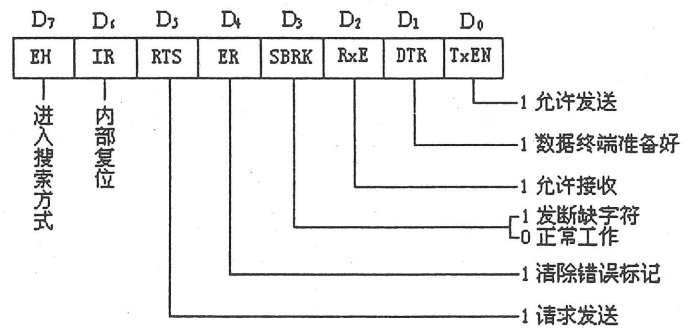 D₇ D₆ D₅ D₄ D₃ D₂ D₁ D₀
EH IR RTS ER SBRK RxE DTR TxEN
进入搜索方式
内部复位
1 允许发送
1 数据终端准备好
1 允许接收
1 发断缺字符
0 正常工作
1 清除错误标记
1 请求发送